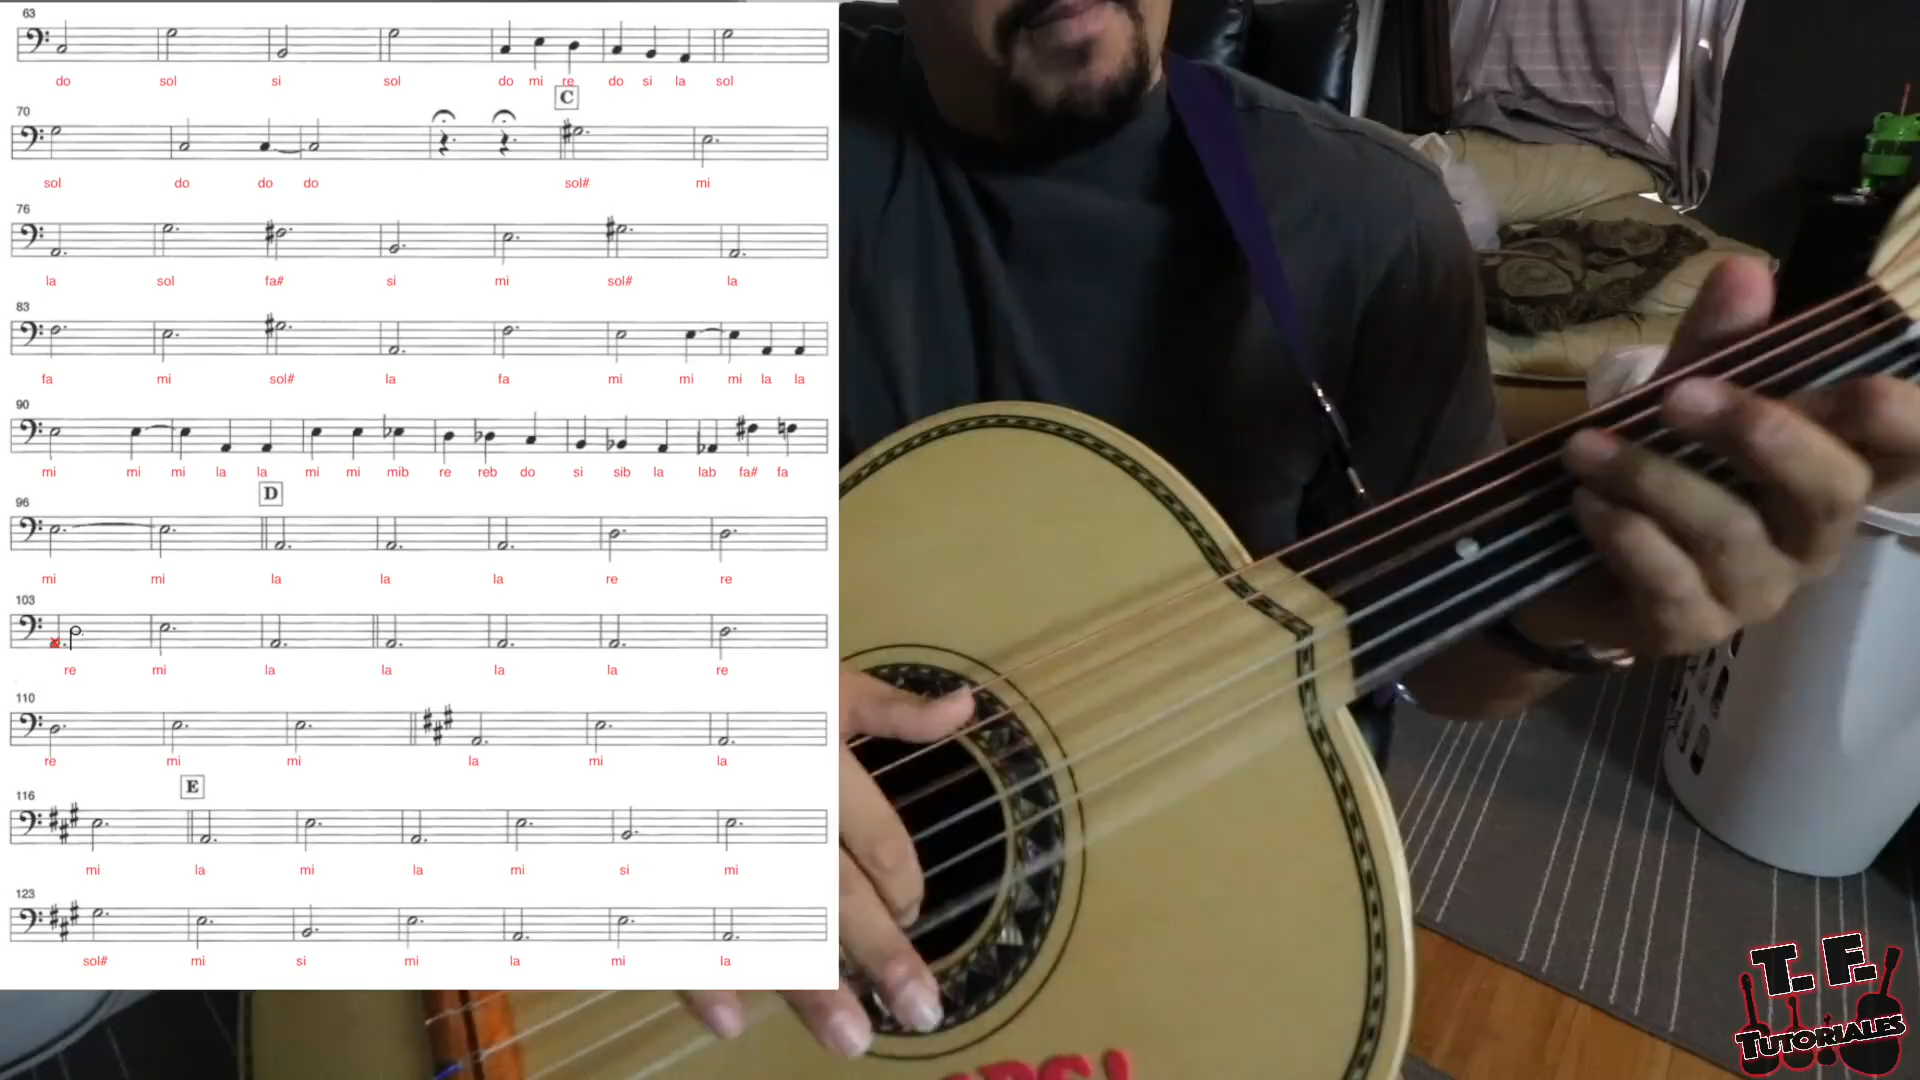 63
do sol si sol do mi re do si la sol
C
70
sol do do do sol# mi
76
la sol fa# si mi sol# la
83
fa mi sol# la fa mi mi mi la la
90
mi mi mi la la mi mi mib re reb do si sib la lab fa# fa
D
96
mi mi la la la re re
103
re mi la la la la re
110
re mi mi la mi la
E
116
mi la mi la mi si mi
123
sol# mi si mi la mi la
T. F.
TUTORIALES